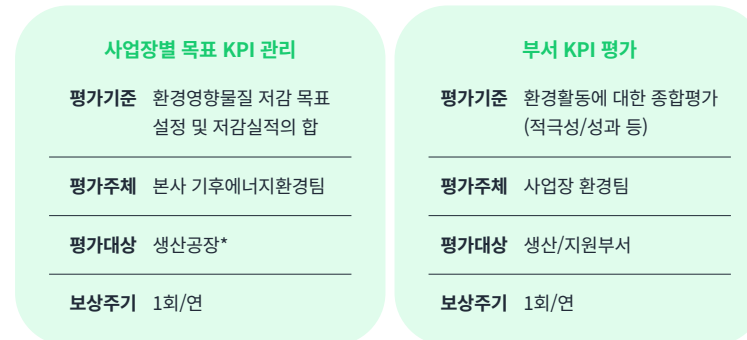 사업장별 목표 KPI 관리
평가기준 환경영향물질 저감 목표
설정 및 저감실적의 합
평가주체 본사 기후에너지환경팀
평가대상 생산공장*
보상주기 1회/연
부서 KPI 평가
평가기준 환경활동에 대한 종합평가
(적극성/성과 등)
평가주체 사업장 환경팀
평가대상 생산/지원부서
보상주기 1회/연